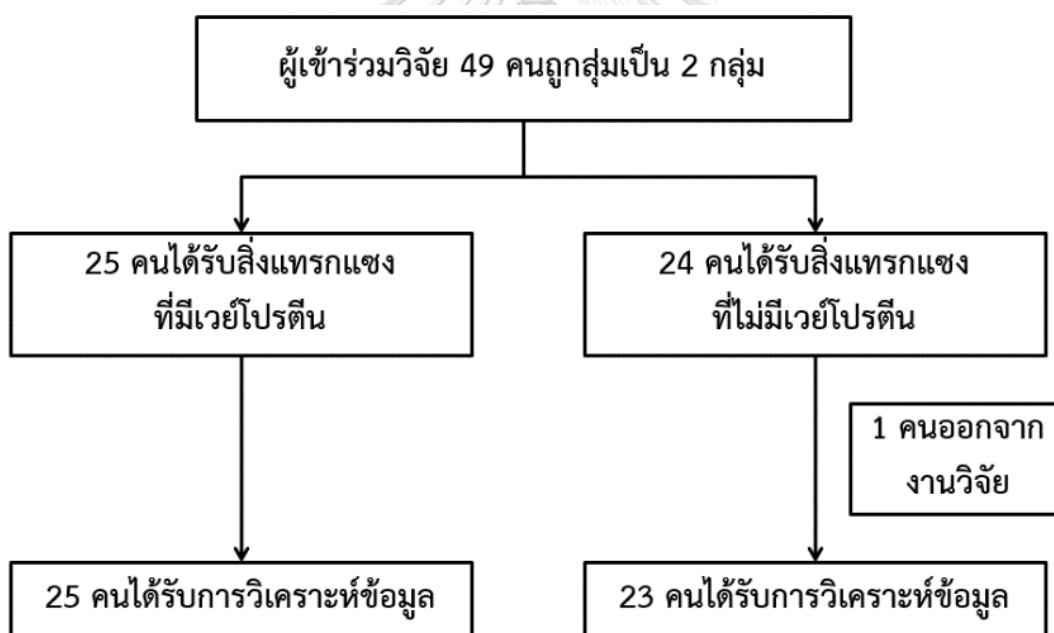 ผู้เข้าร่วมวิจัย 49 คนถูกสุ่มเป็น 2 กลุ่ม
25 คนได้รับสิ่งแทรกแซง
ที่มีเวย์โปรตีน
24 คนได้รับสิ่งแทรกแซง
ที่ไม่มีเวย์โปรตีน
1 คนออกจาก
งานวิจัย
25 คนได้รับการวิเคราะห์ข้อมูล
23 คนได้รับการวิเคราะห์ข้อมูล